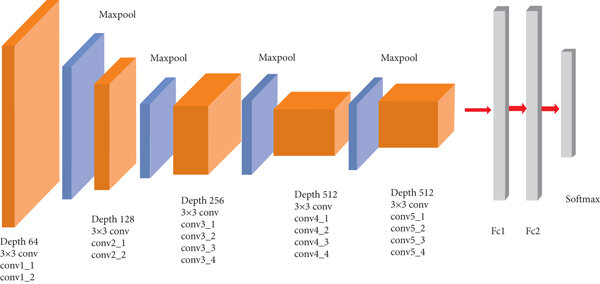 Maxpool
Maxpool
Maxpool
Maxpool
Depth 64
3×3 conv
conv1_1
conv1_2
Depth 128
3×3 conv
conv2_1
conv2_2
Depth 256
3×3 conv
conv3_1
conv3_2
conv3_3
conv3_4
Depth 512
3×3 conv
conv4_1
conv4_2
conv4_3
conv4_4
Depth 512
3×3 conv
conv5_1
conv5_2
conv5_3
conv5_4
Fc1
Fc2
Softmax